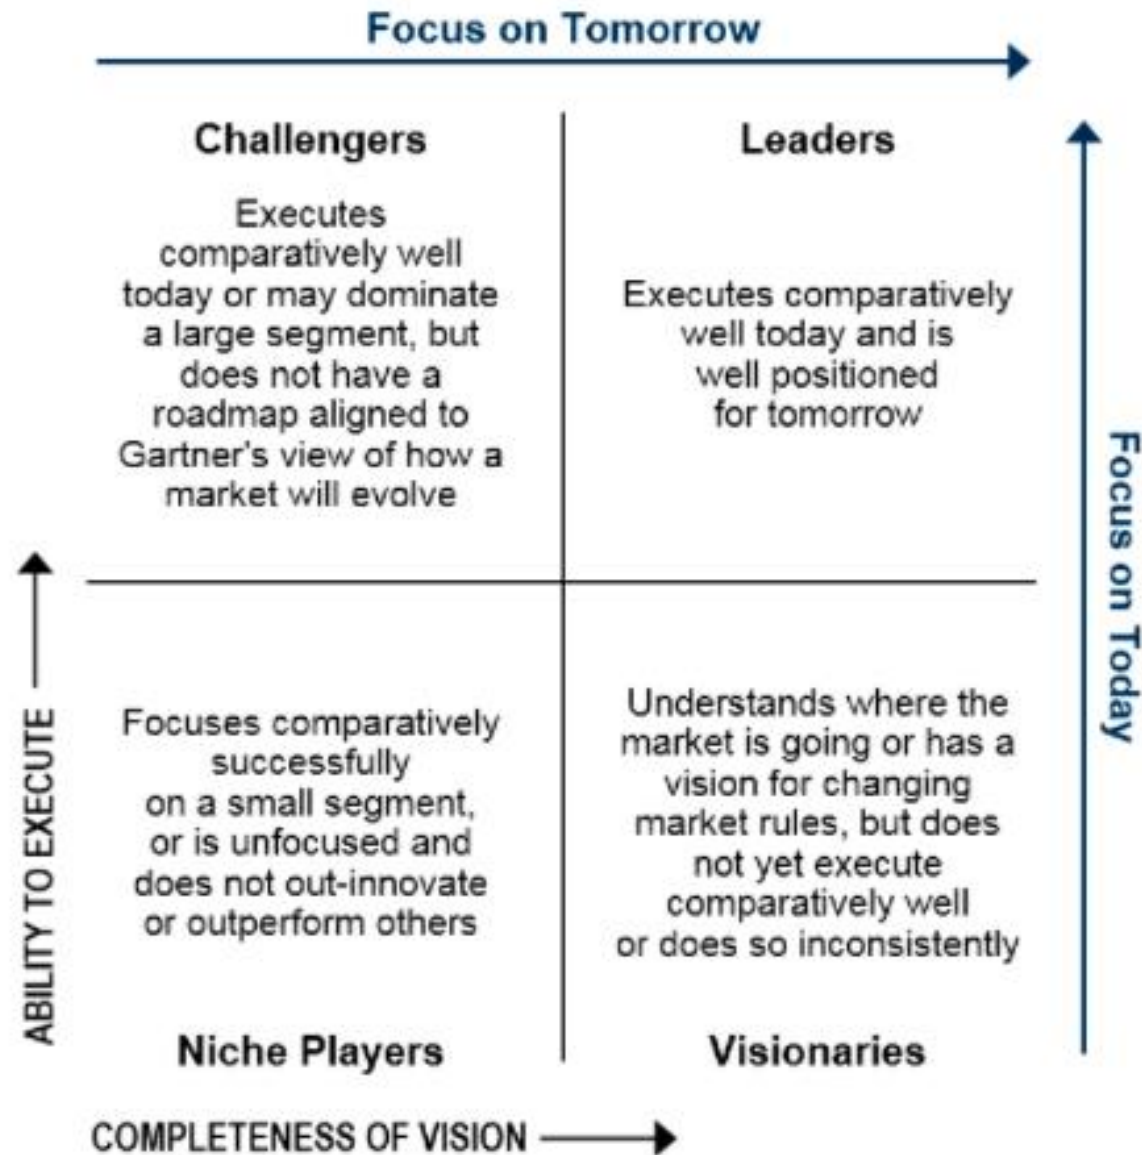 Focus on Tomorrow
Challengers
Executes
comparatively well
today or may dominate
a large segment, but
does not have a
roadmap aligned to
Gartner's view of how a
market will evolve
Leaders
Executes comparatively
well today and is
well positioned
for tomorrow
Focus on Today
ABILITY TO EXECUTE
Focuses comparatively
successfully
on a small segment,
or is unfocused and
does not out-innovate
or outperform others
Niche Players
Understands where the
market is going or has a
vision for changing
market rules, but does
not yet execute
comparatively well
or does so inconsistently
Visionaries
COMPLETENESS OF VISION